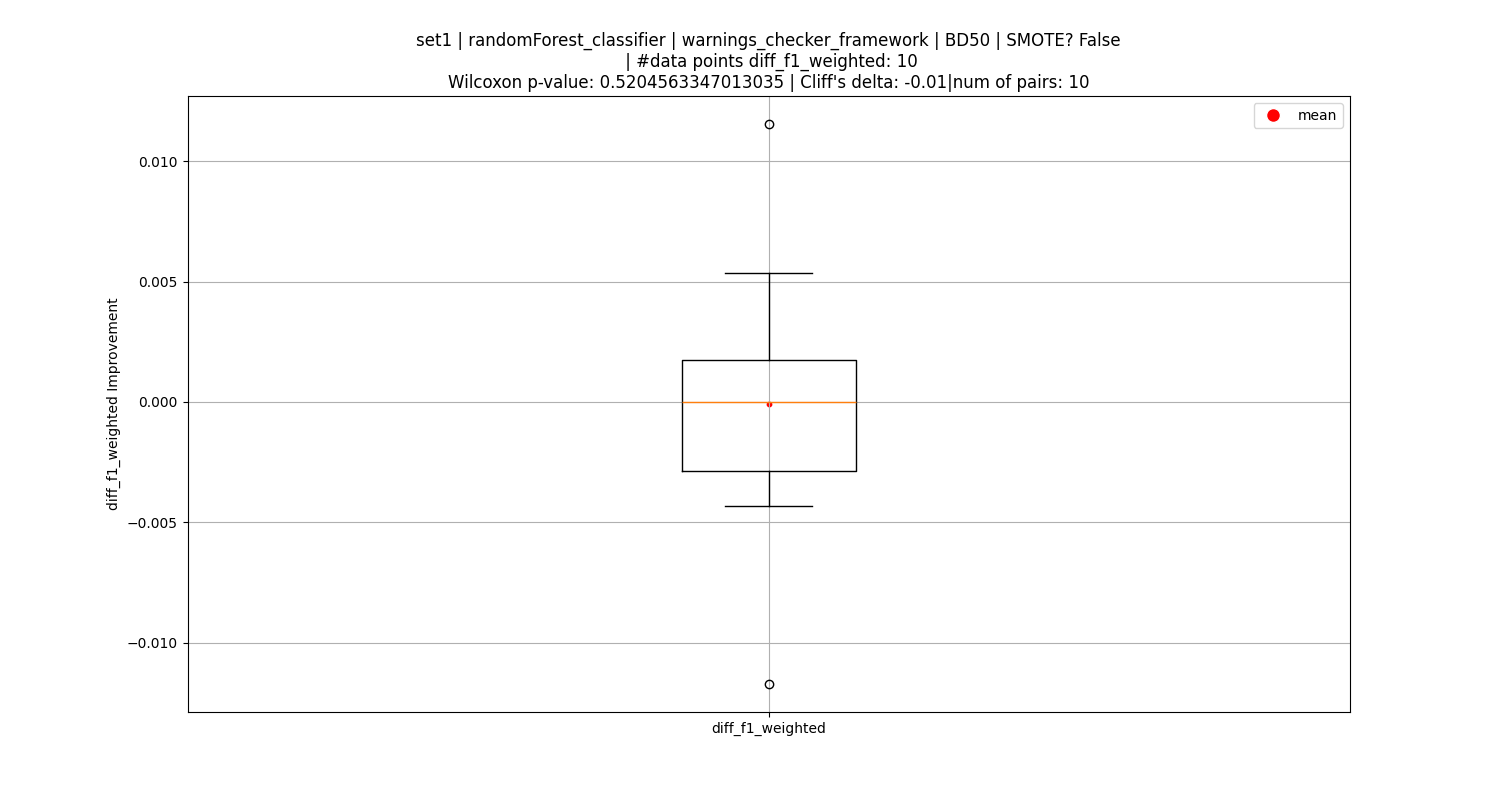 set1 | randomForest_classifier | warnings_checker_framework | BD50 | SMOTE? False
| #data points diff_f1_weighted: 10
Wilcoxon p-value: 0.5204563347013035 | Cliff's delta: -0.01|num of pairs: 10
mean
0.010
0.005
0.000
−0.005
−0.010
diff_f1_weighted Improvement
diff_f1_weighted